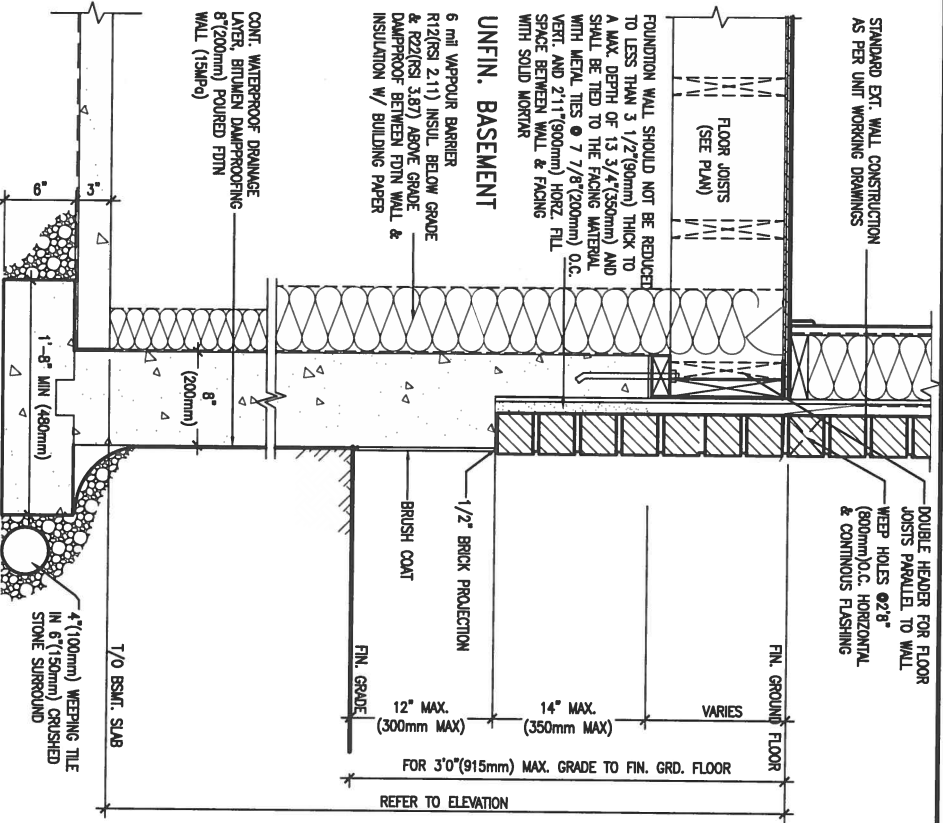 STANDARD EXT. WALL CONSTRUCTION
AS PER UNIT WORKING DRAWINGS
FLOOR JOISTS
(SEE PLAN)
FOUNDTION WALL SHOULD NOT BE REDUCED
TO LESS THAN 3 1/2"(90mm) THICK TO
A MAX. DEPTH OF 13 3/4"(350mm) AND
SHALL BE TIED TO THE FACING MATERIAL
WITH METAL TIES @ 7 7/8"(200mm) O.C.
VERT. AND 2'11"(900mm) HORZ. FILL
SPACE BETWEEN WALL & FACING
WITH SOLID MORTAR
UNFIN. BASEMENT
6 mil VAPPOUR BARRIER
R12(RSI 2.11) INSUL BELOW GRADE
& R22(RSI 3.87) ABOVE GRADE
DAMPPROOF BETWEEN FDTN WALL &
INSULATION W/ BUILDING PAPER
CONT. WATERPROOF DRANAGE
LAYER, BITUMEN DAMPPROOFING
8"(200mm) POURED FDTN
WALL (15MPa)
3"
6"
8"
(200mm)
1'-8" MIN (480mm)
DOUBLE HEADER FOR FLOOR
JOISTS PARALLEL TO WALL
WEEP HOLES @2'8"
(800mm)O.C. HORIZONTAL
& CONTINOUS FLASHING
1/2" BRICK PROJECTION
BRUSH COAT
4"(100mm) WEEPING TILE
IN 6"(150mm) CRUSHED
STONE SURROUND
FIN. GROUND FLOOR
FIN. GRADE
T/O BSMT. SLAB
VARIES
14" MAX.
(350mm MAX)
12" MAX.
(300mm MAX)
FOR 3'0"(915mm) MAX. GRADE TO FIN. GRD. FLOOR
REFER TO ELEVATION